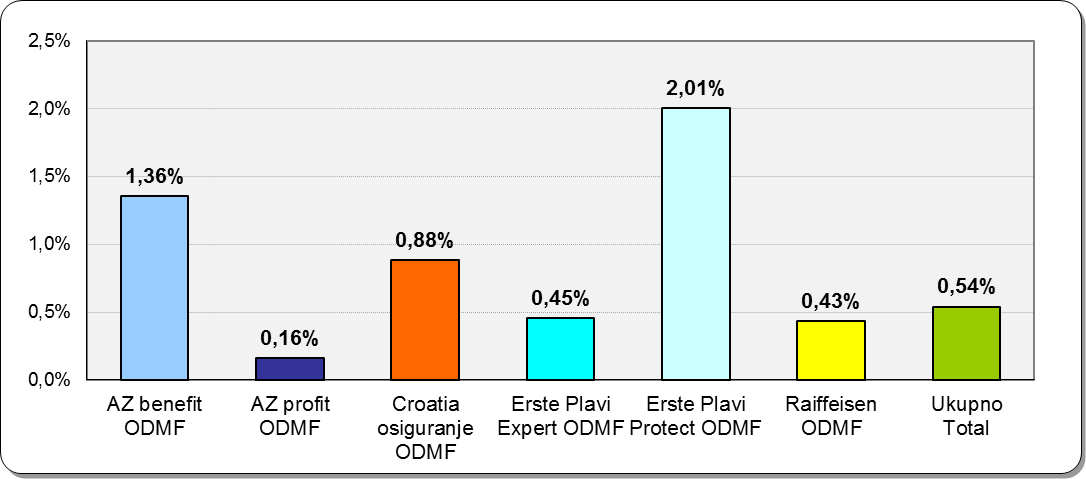 2,5%
2,0%
1,5%
1,0%
0,5%
0,0%
1,36%
0,16%
0,88%
0,45%
2,01%
0,43%
0,54%
AZ benefit
ODMF
AZ profit
ODMF
Croatia
osiguranje
ODMF
Erste Plavi
Expert ODMF
Erste Plavi
Protect ODMF
Raiffeisen
ODMF
Ukupno
Total